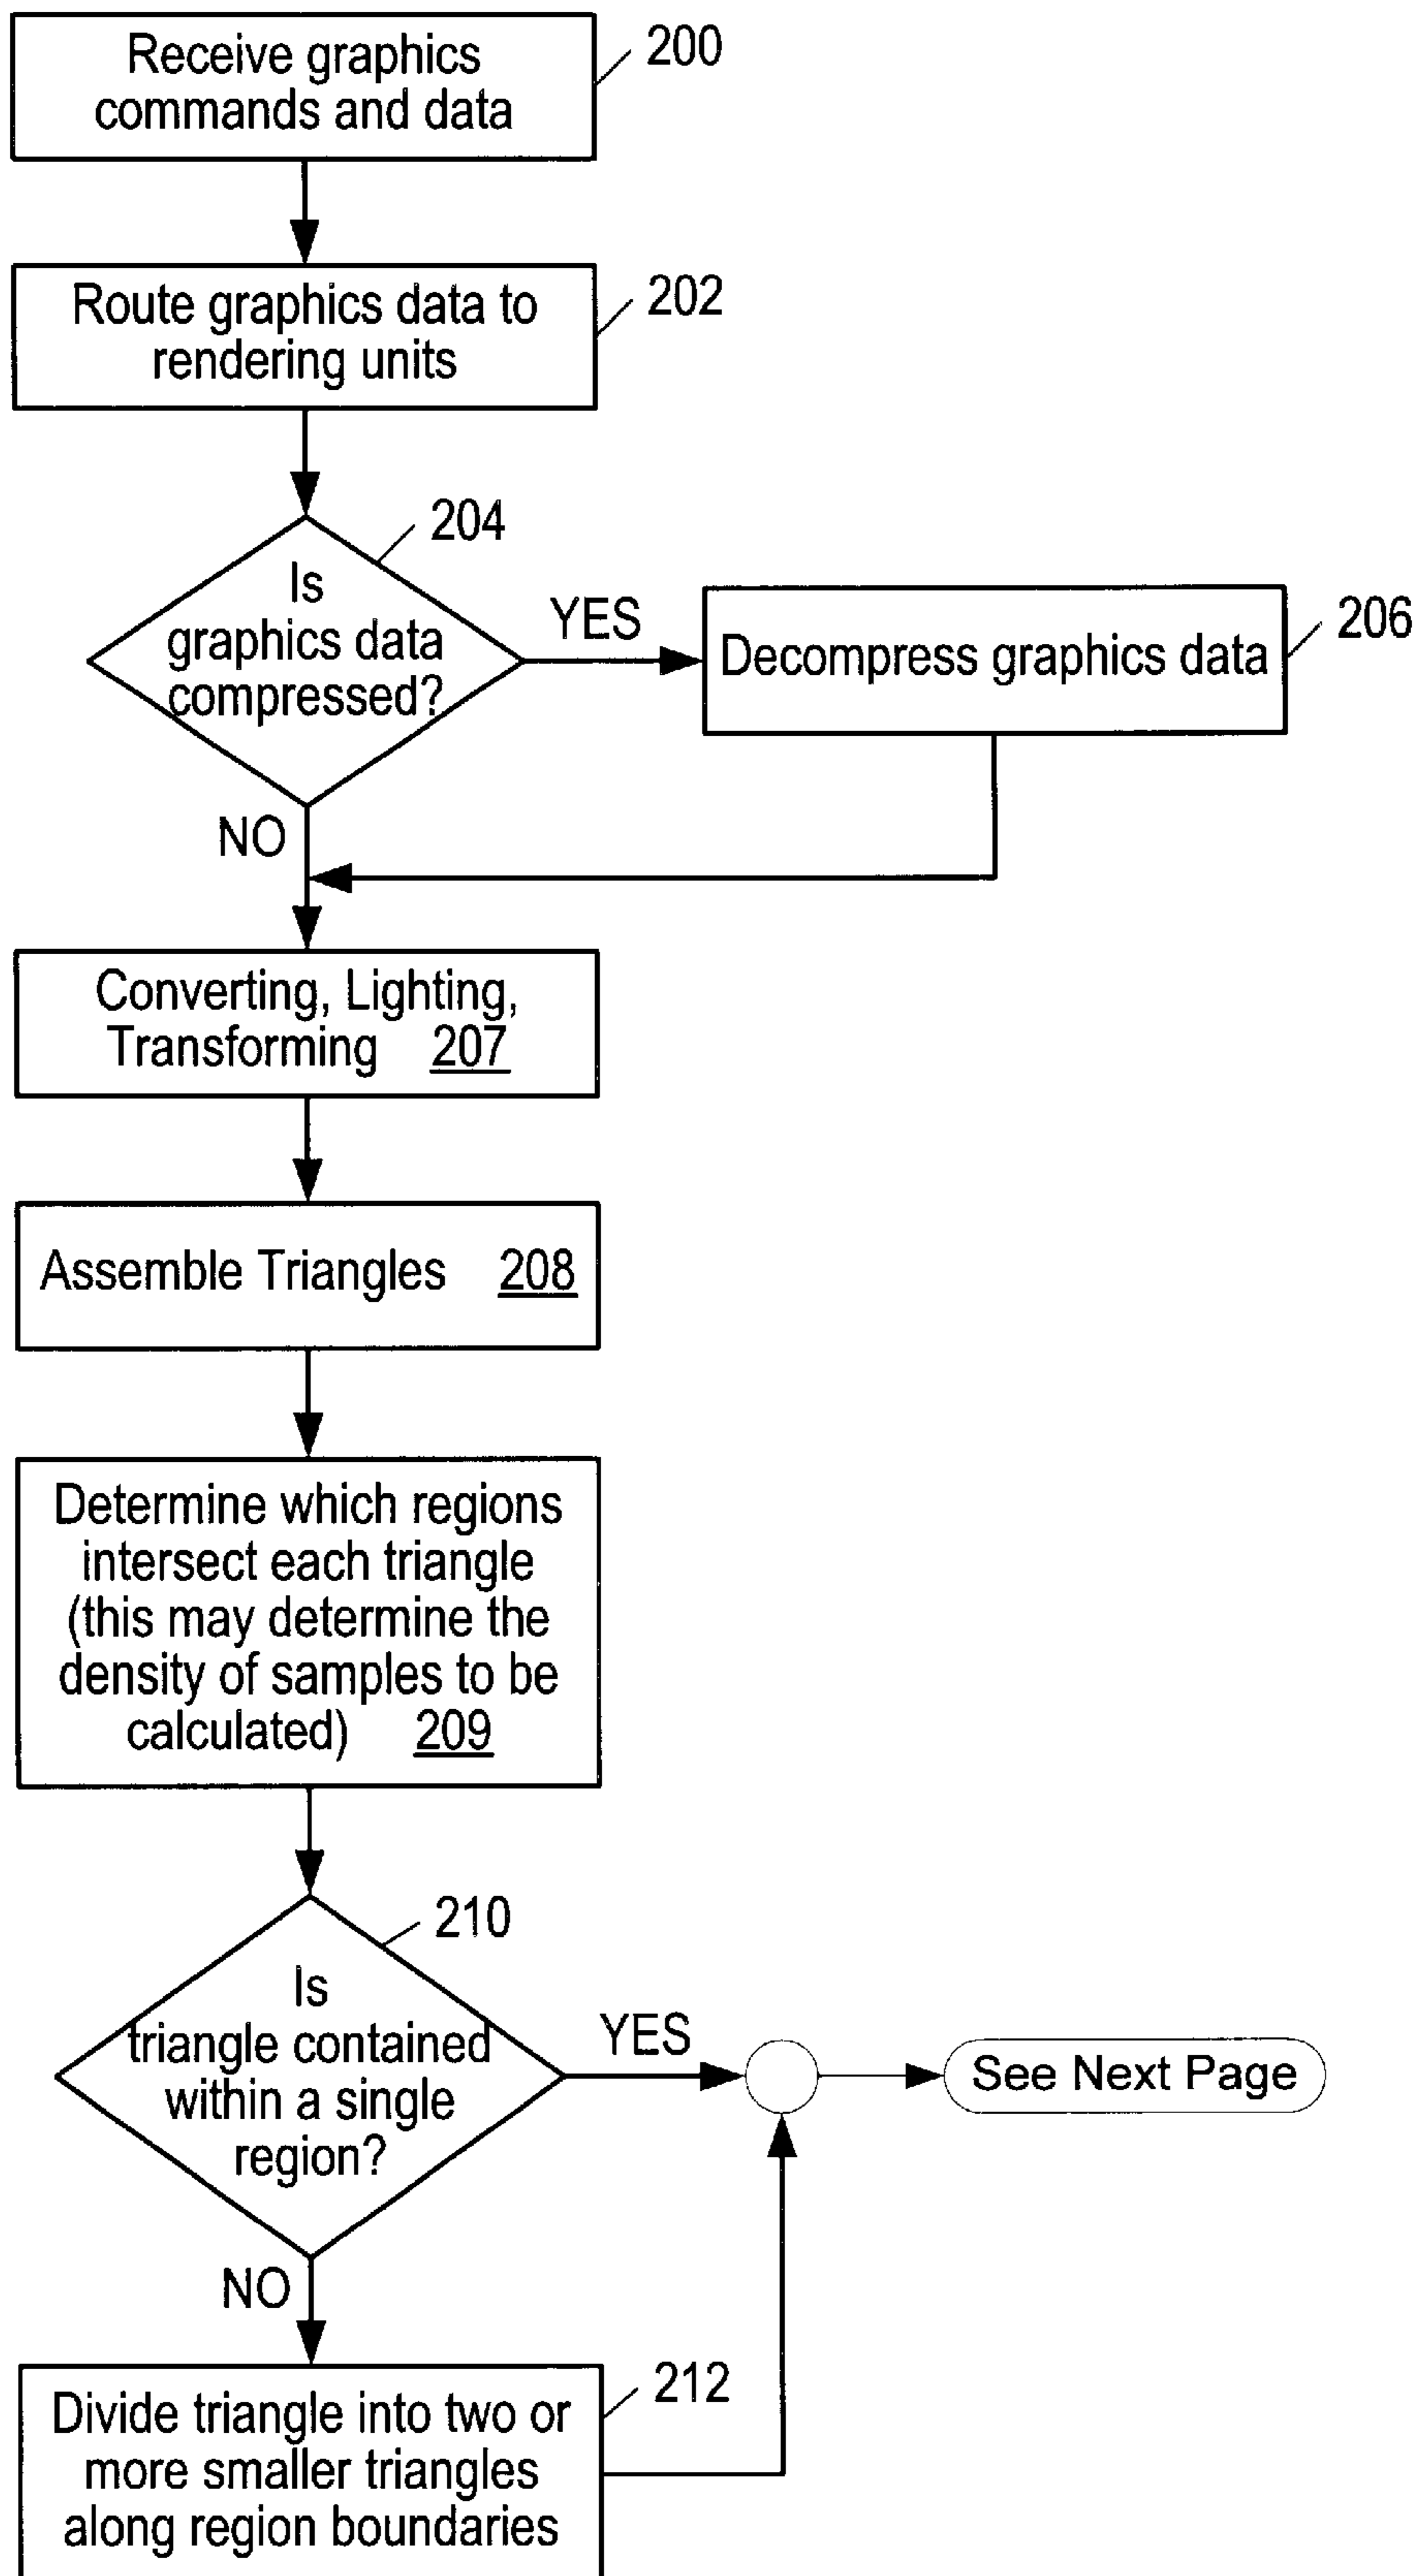 Receive graphics
commands and data
200
Route graphics data to
rendering units
202
204
Is
graphics data
compressed?
YES
Decompress graphics data
206
NO
Converting, Lighting,
Transforming 207
Assemble Triangles 208
Determine which regions
intersect each triangle
(this may determine the
density of samples to be
calculated) 209
210
Is
triangle contained
within a single
region?
YES
See Next Page
NO
212
Divide triangle into two or
more smaller triangles
along region boundaries